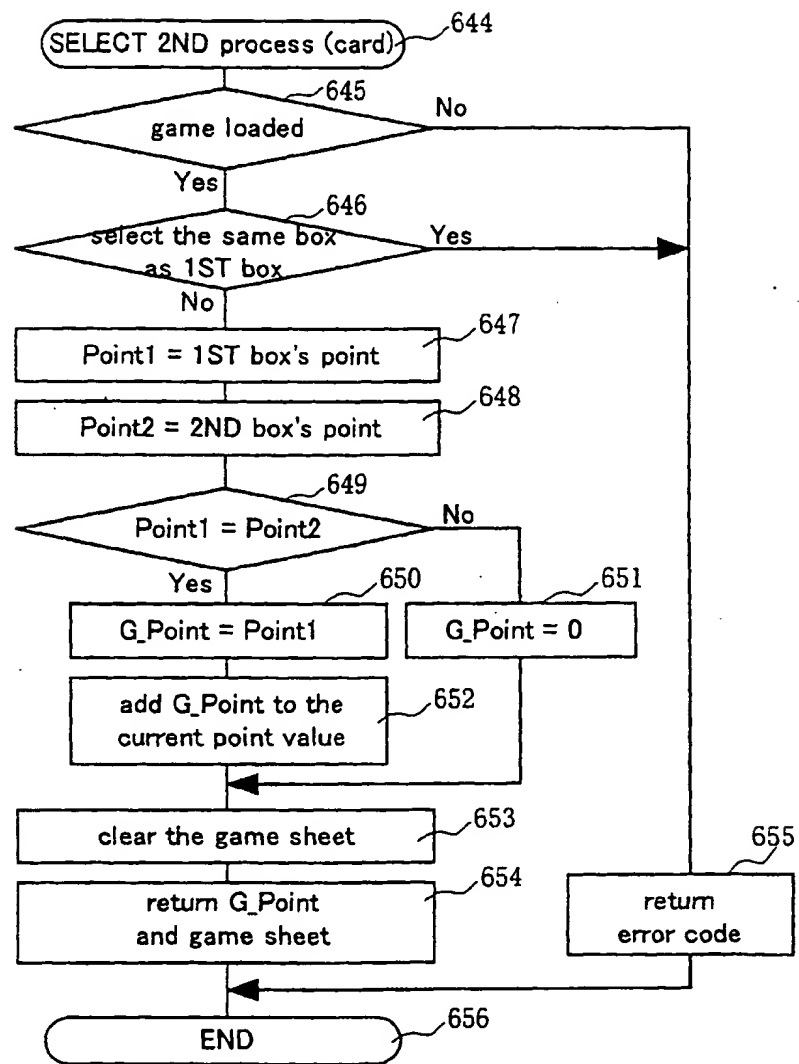 SELECT 2ND process (card)
644
645
game loaded
No
Yes
646
select the same box
as 1ST box
Yes
No
647
Point1 = 1ST box's point
648
Point2 = 2ND box's point
649
Point1 = Point2
No
Yes
650
651
G_Point = Point1
G_Point = 0
652
add G_Point to the
current point value
653
clear the game sheet
654
655
return G_Point
and game sheet
return
error code
END
656